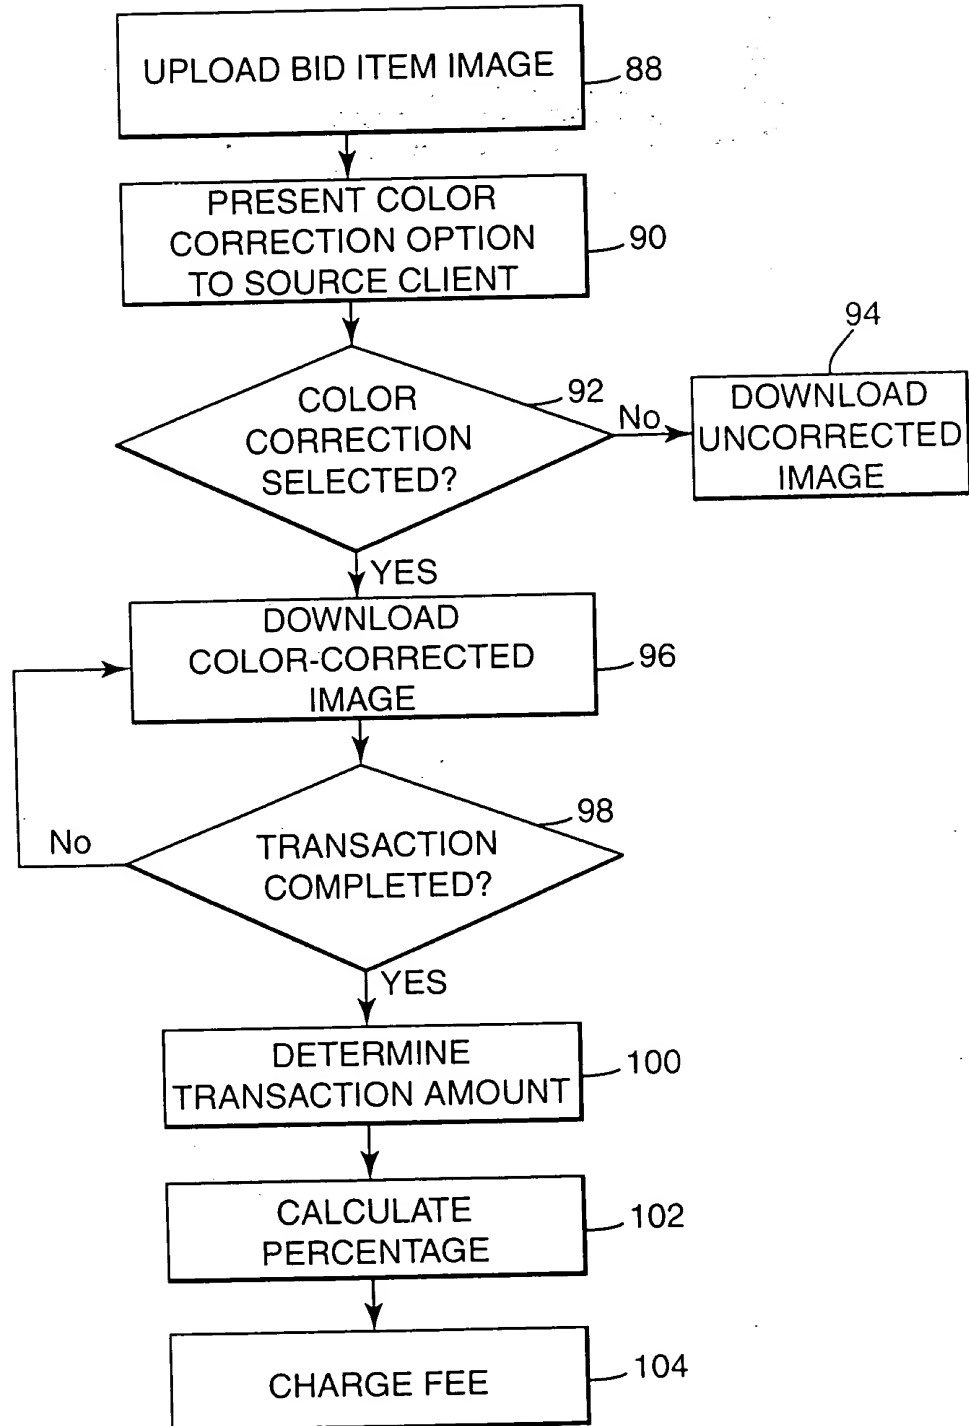 UPLOAD BID ITEM IMAGE
88
PRESENT COLOR
CORRECTION OPTION
TO SOURCE CLIENT
90
94
COLOR
CORRECTION
SELECTED?
92
No
DOWNLOAD
UNCORRECTED
IMAGE
YES
DOWNLOAD
COLOR-CORRECTED
IMAGE
96
TRANSACTION
COMPLETED?
98
No
YES
DETERMINE
TRANSACTION AMOUNT
100
CALCULATE
PERCENTAGE
102
CHARGE FEE
104